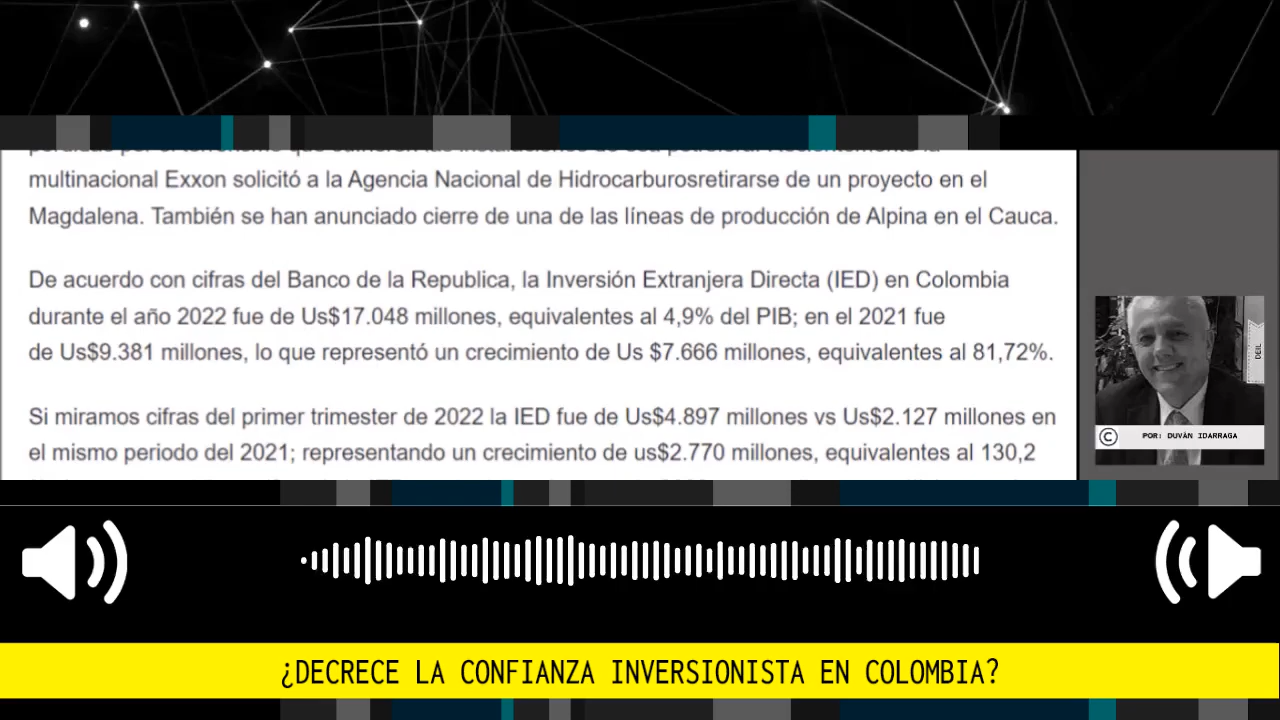 multinacional Exxon solicitó a la Agencia Nacional de Hidrocarburosretirarse de un proyecto en el
Magdalena. También se han anunciado cierre de una de las líneas de producción de Alpina en el Cauca.
De acuerdo con cifras del Banco de la Republica, la Inversión Extranjera Directa (IED) en Colombia
durante el año 2022 fue de Us$17.048 millones, equivalentes al 4,9% del PIB; en el 2021 fue
de Us$9.381 millones, lo que representó un crecimiento de Us $7.666 millones, equivalentes al 81,72%.
Si miramos cifras del primer trimester de 2022 la IED fue de Us$4.897 millones vs Us$2.127 millones en
el mismo periodo del 2021; representando un crecimiento de us$2.770 millones, equivalentes al 130,2
DEIL
© POR: DUVÀN IDARRAGA
¿DECRECE LA CONFIANZA INVERSIONISTA EN COLOMBIA?